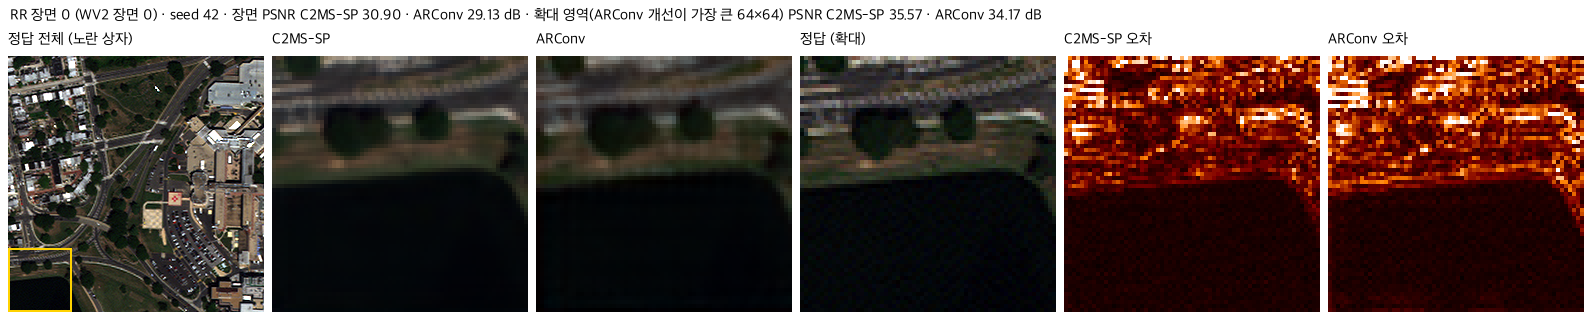 RR 장면 0 (WV2 장면 0) · seed 42 · 장면 PSNR C2MS-SP 30.90 · ARConv 29.13 dB · 확대 영역(ARConv 개선이 가장 큰 64×64) PSNR C2MS-SP 35.57 · ARConv 34.17 dB
정답 전체 (노란 상자)
C2MS-SP
ARConv
정답 (확대)
C2MS-SP 오차
ARConv 오차